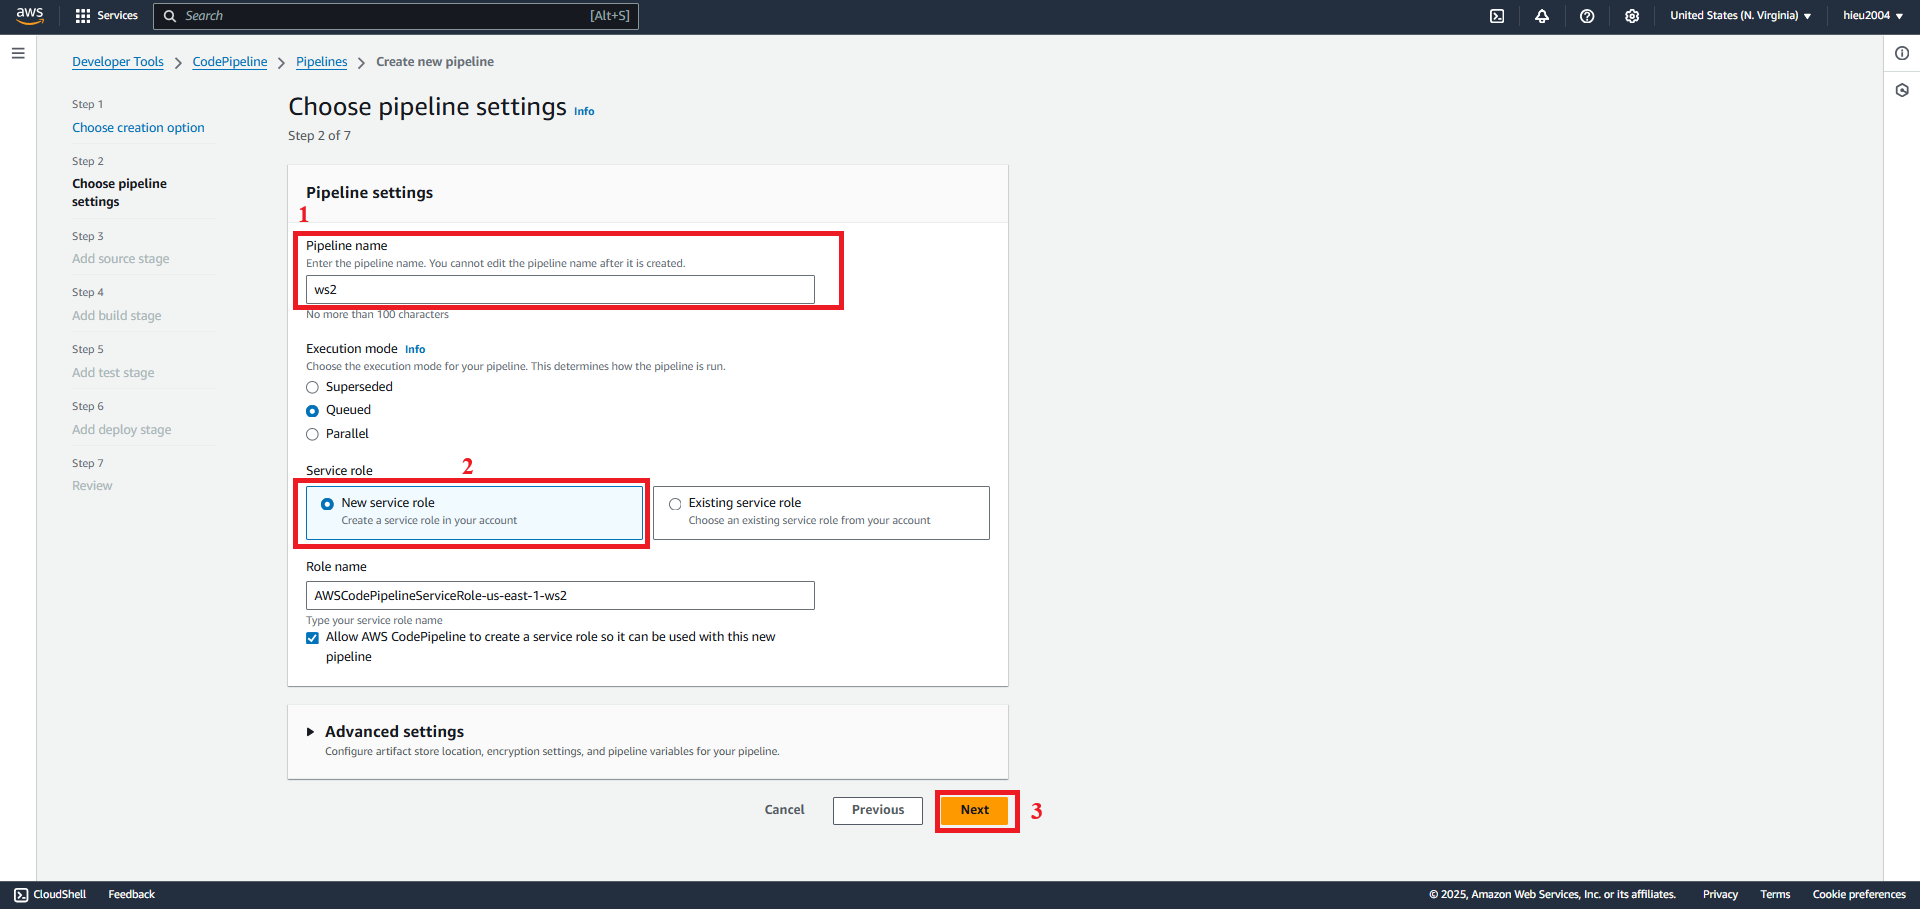 aws
Services
Search
[Alt+S]
United States (N. Virginia)
hieu2004
Developer Tools
CodePipeline
Pipelines
Create new pipeline
Step 1
Choose creation option
Step 2
Choose pipeline
settings
Step 3
Add source stage
Step 4
Add build stage
Step 5
Add test stage
Step 6
Add deploy stage
Step 7
Review
Choose pipeline settings Info
Step 2 of 7
Pipeline settings
1
Pipeline name
Enter the pipeline name. You cannot edit the pipeline name after it is created.
ws2
No more than 100 characters
Execution mode Info
Choose the execution mode for your pipeline. This determines how the pipeline is run.
Superseded
Queued
Parallel
Service role
2
New service role
Create a service role in your account
Existing service role
Choose an existing service role from your account
Role name
AWSCodePipelineServiceRole-us-east-1-ws2
Type your service role name
Allow AWS CodePipeline to create a service role so it can be used with this new
pipeline
Advanced settings
Configure artifact store location, encryption settings, and pipeline variables for your pipeline.
Cancel
Previous
Next
3
CloudShell
Feedback
© 2025, Amazon Web Services, Inc. or its affiliates.
Privacy
Terms
Cookie preferences